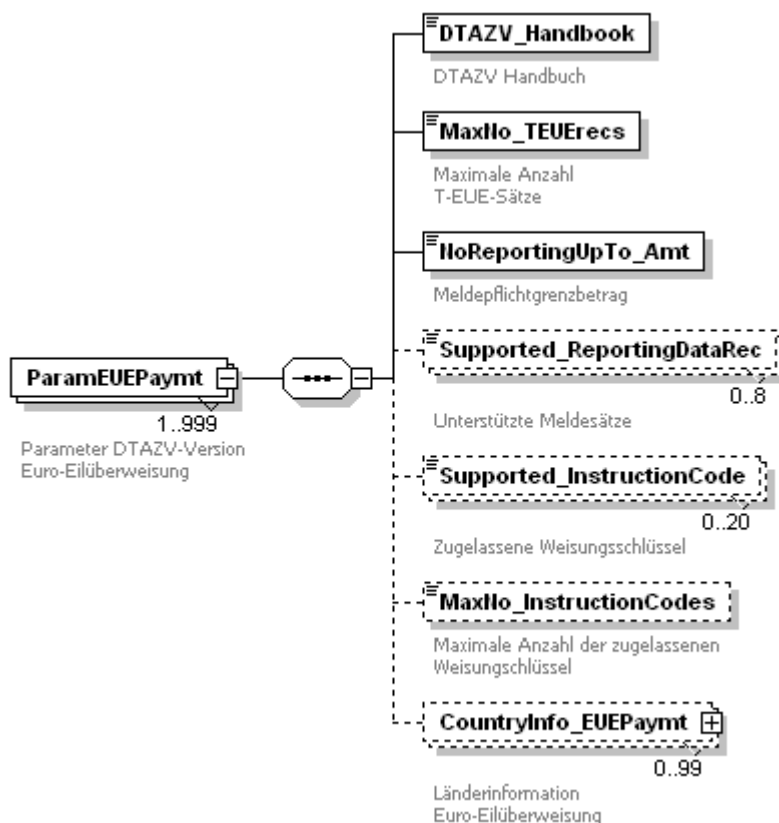 DTAZV_Handbook
DTAZV Handbuch
MaxNo_TEUErecs
Maximale Anzahl
T-EUE-Sätze
NoReportingUpTo_Amt
Meldepflichtgrenzbetrag
Supported_ReportingDataRec
0..8
Unterstützte Meldesätze
ParamEUEPaymt
1..999
Parameter DTAZV-Version
Euro-Eilüberweisung
Supported_InstructionCode
0..20
Zugelassene Weisungsschlüssel
MaxNo_InstructionCodes
Maximale Anzahl der zugelassenen
Weisungschlüssel
CountryInfo_EUEPaymt
0..99
Länderinformation
Euro-Eilüberweisung